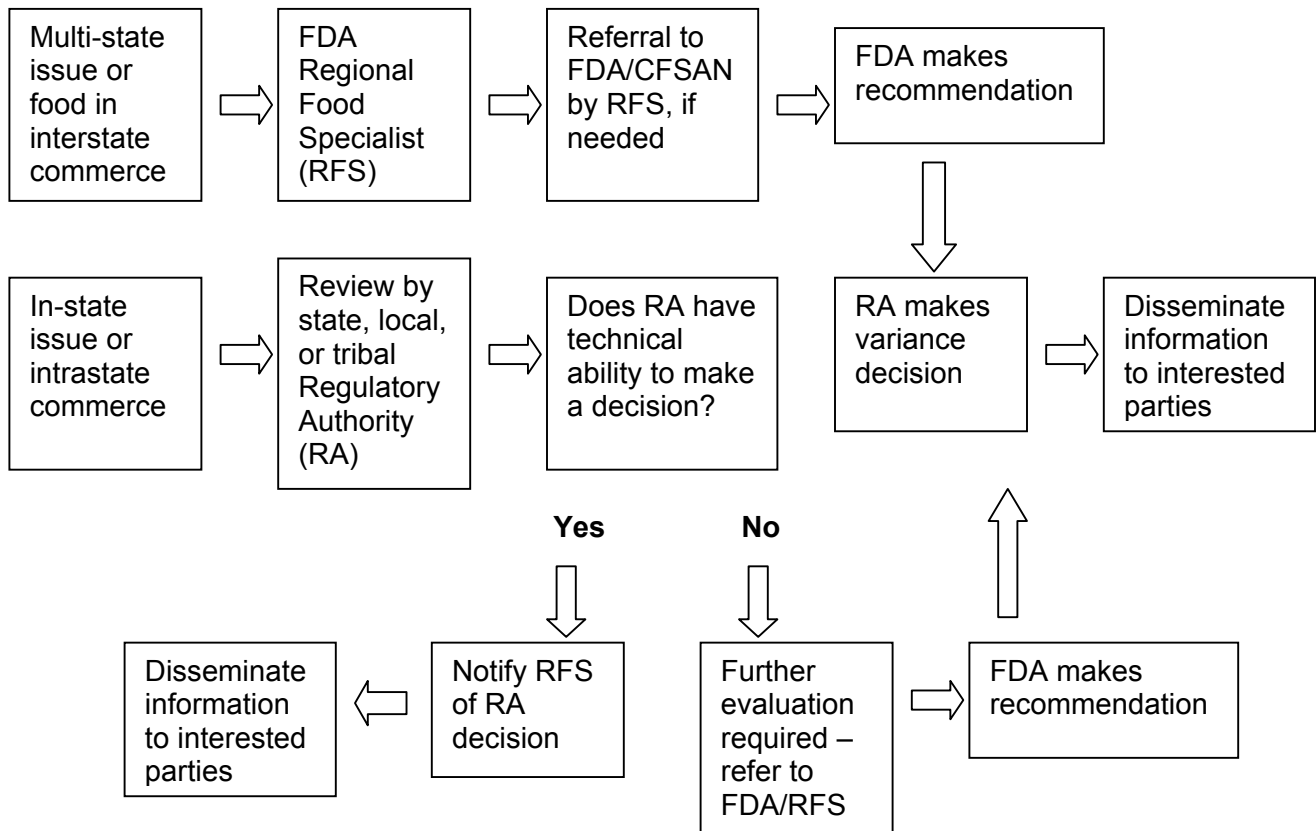 Multi-state
issue or
food in
interstate
commerce
FDA
Regional
Food
Specialist
(RFS)
Referral to
FDA/CFSAN
by RFS, if
needed
FDA makes
recommendation
In-state
issue or
intrastate
commerce
Review by
state, local,
or tribal
Regulatory
Authority
(RA)
Does RA have
technical
ability to make
a decision?
RA makes
variance
decision
Disseminate
information
to interested
parties
Yes
No
Disseminate
information
to interested
parties
Notify RFS
of RA
decision
Further
evaluation
required –
refer to
FDA/RFS
FDA makes
recommendation